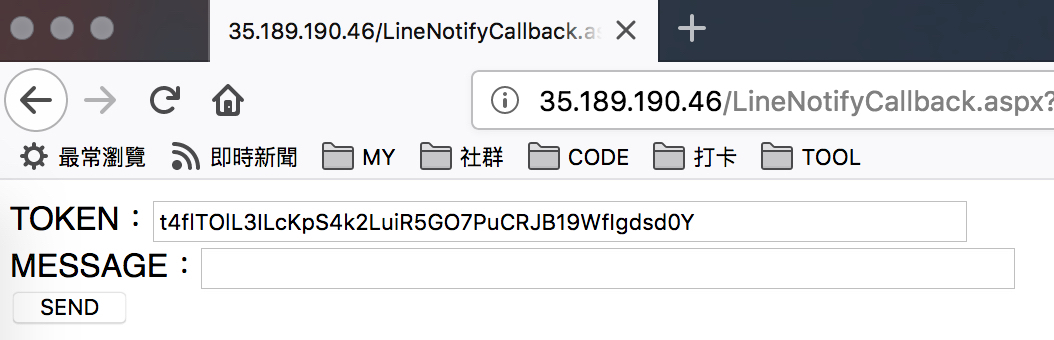 35.189.190.46/LineNotifyCallback.as
35.189.190.46/LineNotifyCallback.aspx?
最常瀏覽 即時新聞 MY 社群 CODE 打卡 TOOL
TOKEN：t4flTOlL3lLcKpS4k2LuiR5GO7PuCRJB19Wflgdsd0Y
MESSAGE：
SEND